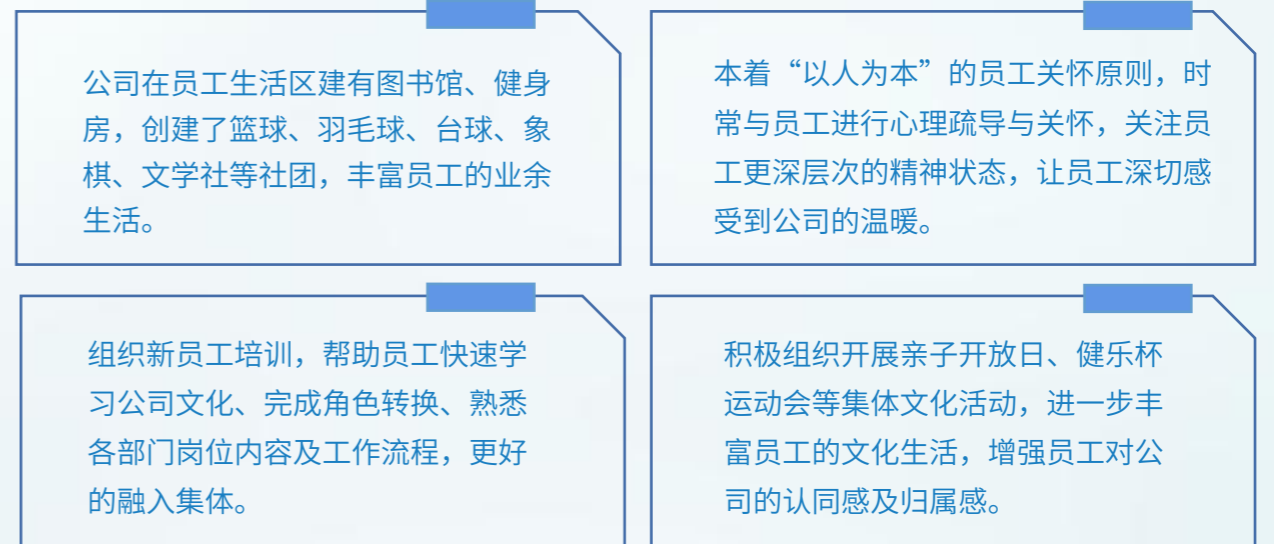 公司在员工生活区建有图书馆、健身
房，创建了篮球、羽毛球、台球、象
棋、文学社等社团，丰富员工的业余
生活。
本着“以人为本”的员工关怀原则，时
常与员工进行心理疏导与关怀，关注员
工更深层次的精神状态，让员工深切感
受到公司的温暖。
组织新员工培训，帮助员工快速学
习公司文化、完成角色转换、熟悉
各部门岗位内容及工作流程，更好
的融入集体。
积极组织开展亲子开放日、健乐杯
运动会等集体文化活动，进一步丰
富员工的文化生活，增强员工对公
司的认同感及归属感。